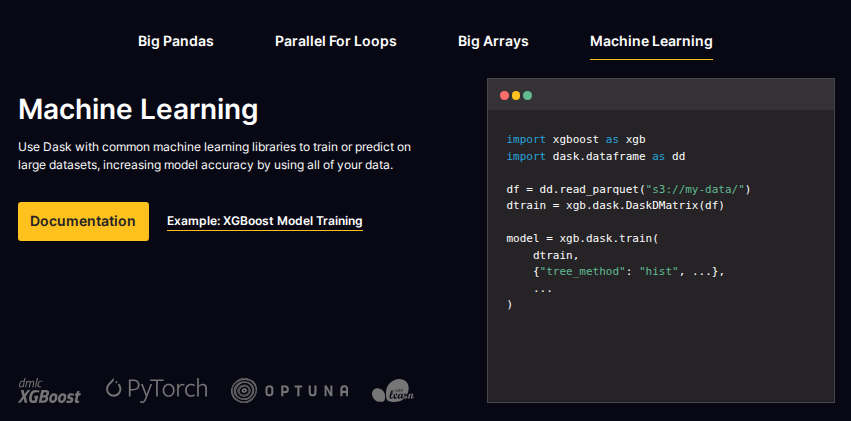 Big Pandas
Parallel For Loops
Big Arrays
Machine Learning
Machine Learning
Use Dask with common machine learning libraries to train or predict on
large datasets, increasing model accuracy by using all of your data.
Documentation
Example: XGBoost Model Training
import xgboost as xgb
import dask.dataframe as dd
df = dd.read_parquet("s3://my-data/")
dtrain = xgb.dask.DaskDMatrix(df)
model = xgb.dask.train(
    dtrain,
    {"tree_method": "hist", ...},
    ...
)
dmlc
XGBoost
PyTorch
OPTUNA
learn